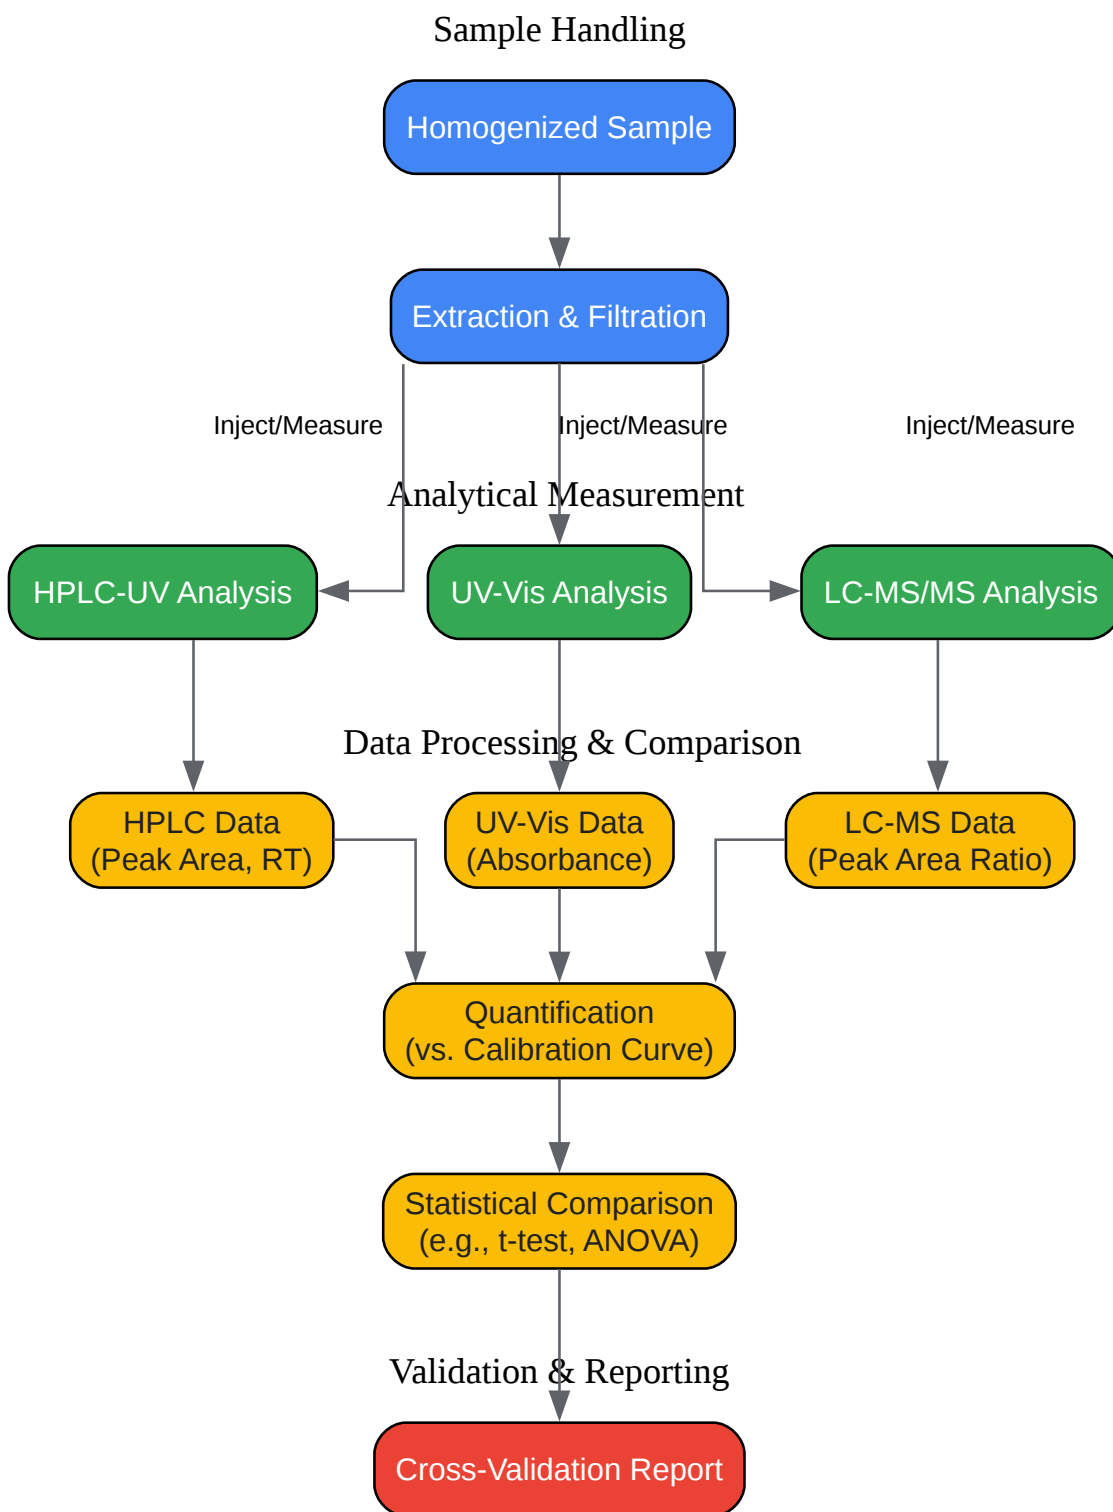 Sample Handling
Homogenized Sample
Extraction & Filtration
Inject/Measure
Inject/Measure
Inject/Measure
Analytical Measurement
HPLC-UV Analysis
UV-Vis Analysis
LC-MS/MS Analysis
Data Processing & Comparison
HPLC Data
(Peak Area, RT)
UV-Vis Data
(Absorbance)
LC-MS Data
(Peak Area Ratio)
Quantification
(vs. Calibration Curve)
Statistical Comparison
(e.g., t-test, ANOVA)
Validation & Reporting
Cross-Validation Report